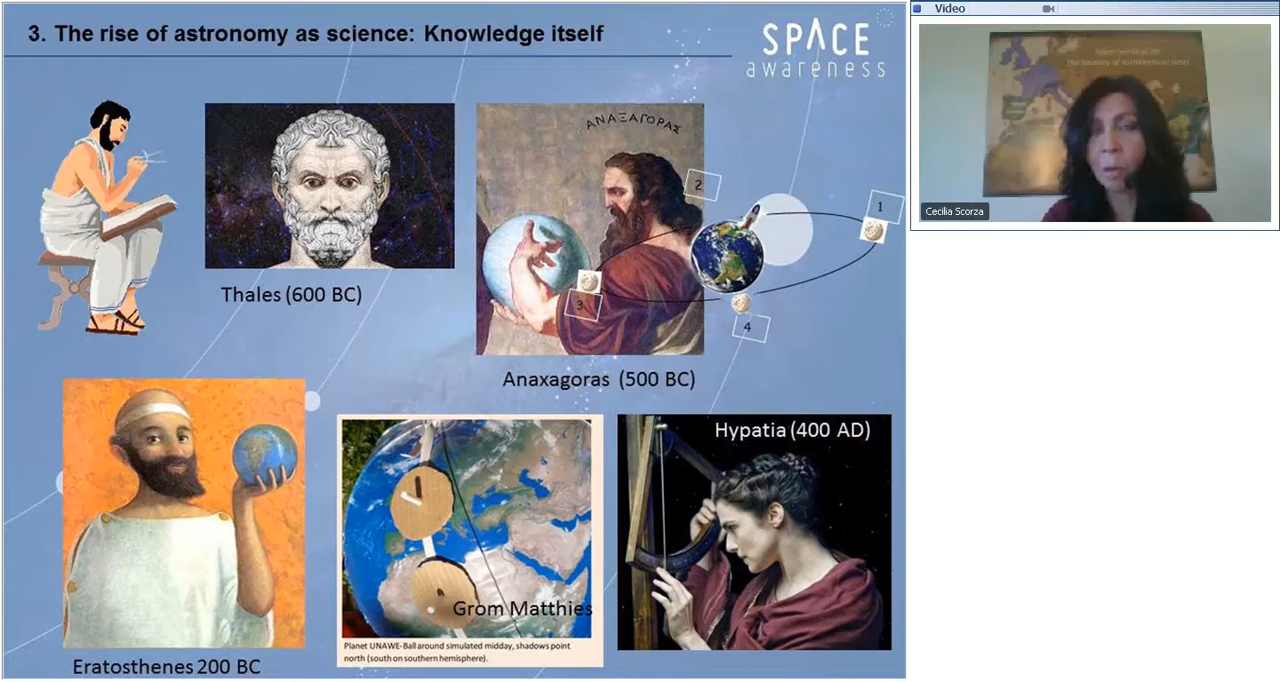 3. The rise of astronomy as science: Knowledge itself
SPACE
awareness
Thales (600 BC)
ΑΝΑΞΑΓΟΡΑΣ
2
1
3
4
Anaxagoras (500 BC)
Hypatia (400 AD)
Grom Matthies
Planet UNAWE-Ball around simulated midday, shadows point
north (south on southern hemisphere).
Eratosthenes 200 BC
Video
Cecilia Scorza